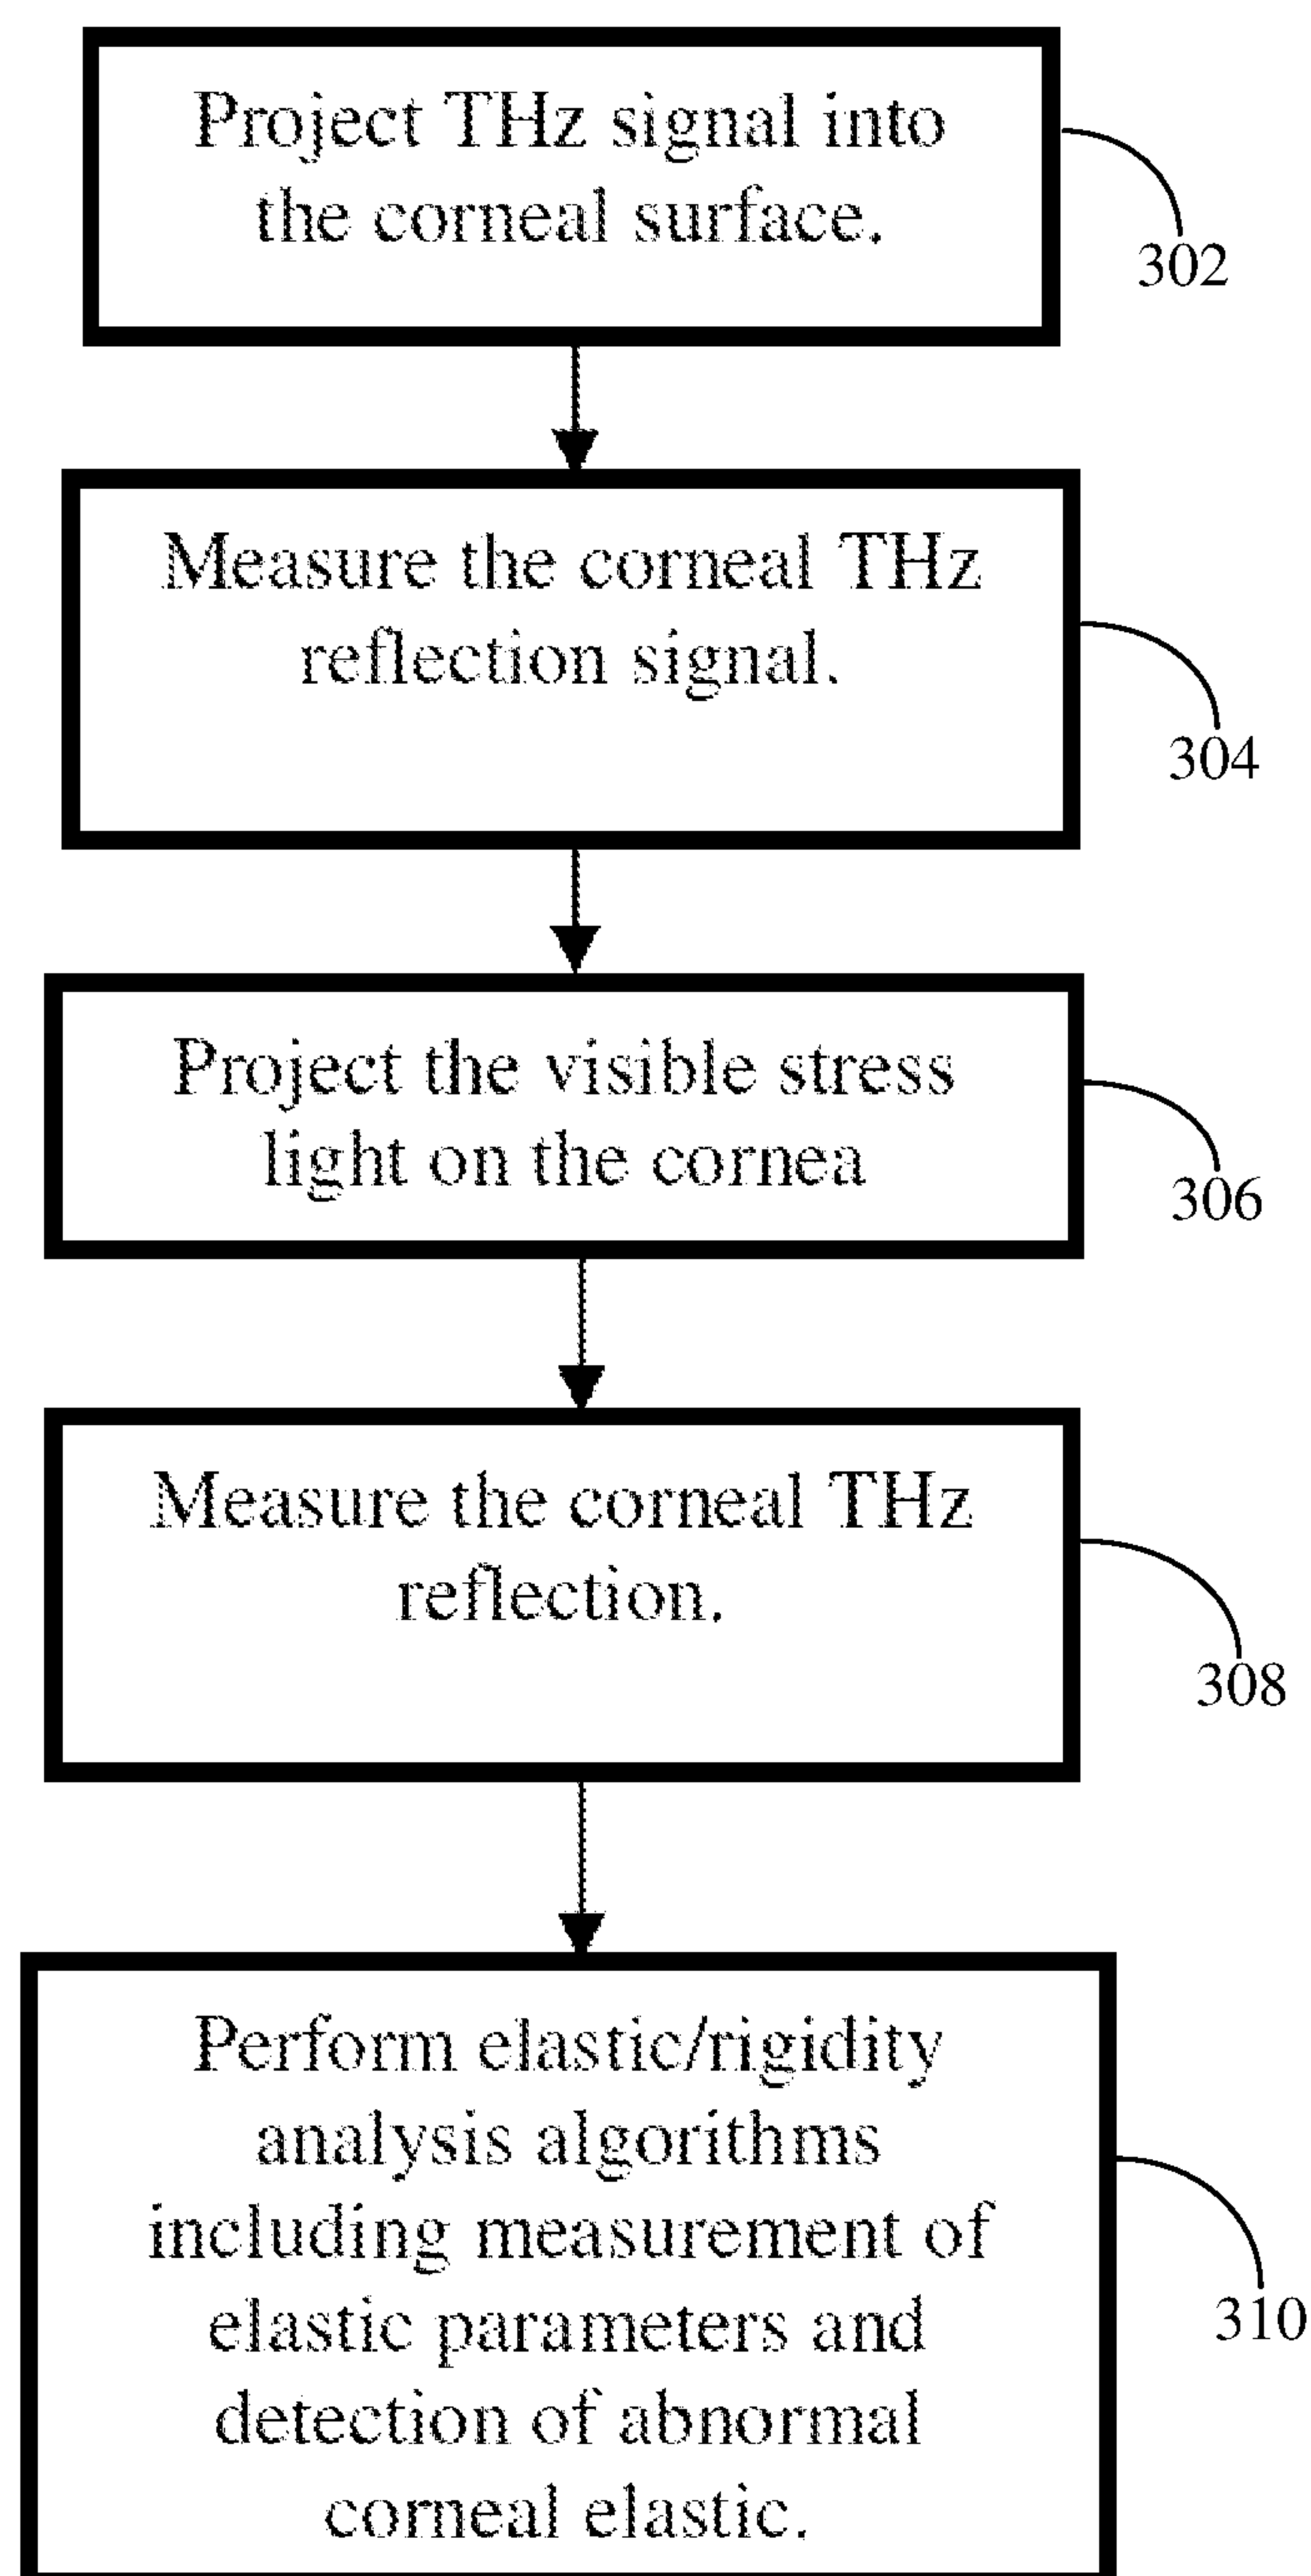 Project THz signal into
the corneal surface.
302
Measure the corneal THz
reflection signal.
304
Project the visible stress
light on the cornea
306
Measure the corneal THz
reflection.
308
Perform elastic/rigidity
analysis algorithms
including measurement of
elastic parameters and
detection of abnormal
corneal elastic.
310